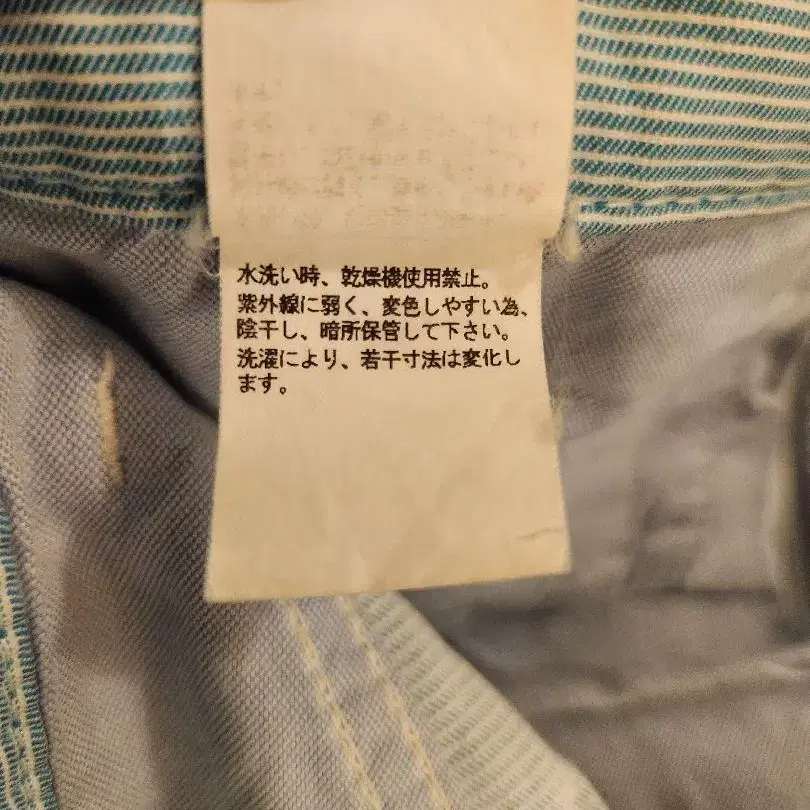 水洗い時、乾燥機使用禁止。
紫外線に弱く、変色しやすい為、
陰干し、暗所保管して下さい。
洗濯により、若干寸法は変化し
ます。